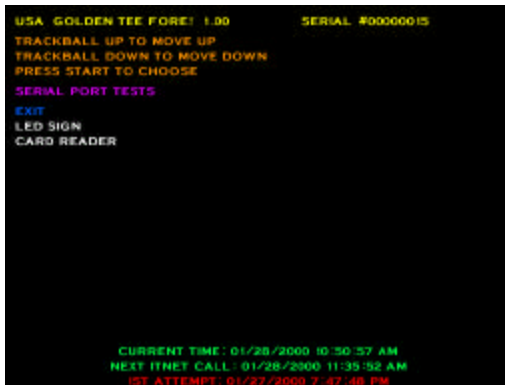 USA GOLDEN TEE FORE! 1.00 SERIAL #00000015
TRACKBALL UP TO MOVE UP
TRACKBALL DOWN TO MOVE DOWN
PRESS START TO CHOOSE
SERIAL PORT TESTS
EXIT
LED SIGN
CARD READER
CURRENT TIME: 01/28/2000 10:50:57 AM
NEXT ITNET CALL: 01/28/2000 11:35:52 AM
1ST ATTEMPT: 01/27/2000 7:47:48 PM